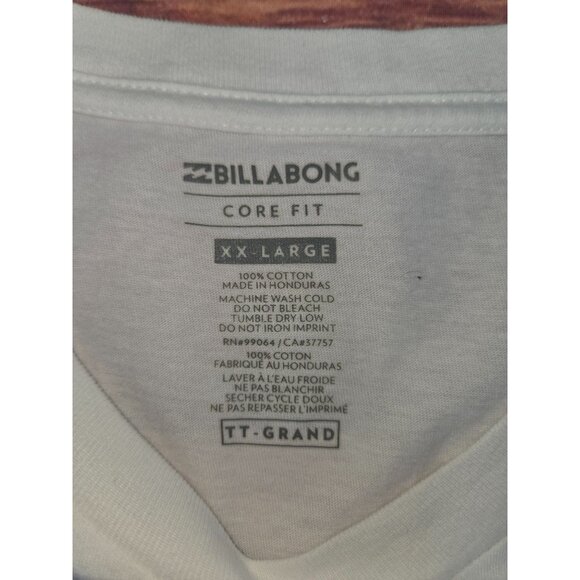 BILLABONG
CORE FIT
XX-LARGE
100% COTTON
MADE IN HONDURAS
MACHINE WASH COLD
DO NOT BLEACH
TUMBLE DRY LOW
DO NOT IRON IMPRINT
RN#99064 / CA#37757
100% COTON
FABRIQUÉ AU HONDURAS
LAVER À L'EAU FROIDE
NE PAS BLANCHIR
SÉCHER CYCLE DOUX
NE PAS REPASSER L'IMPRIMÉ
TT-GRAND